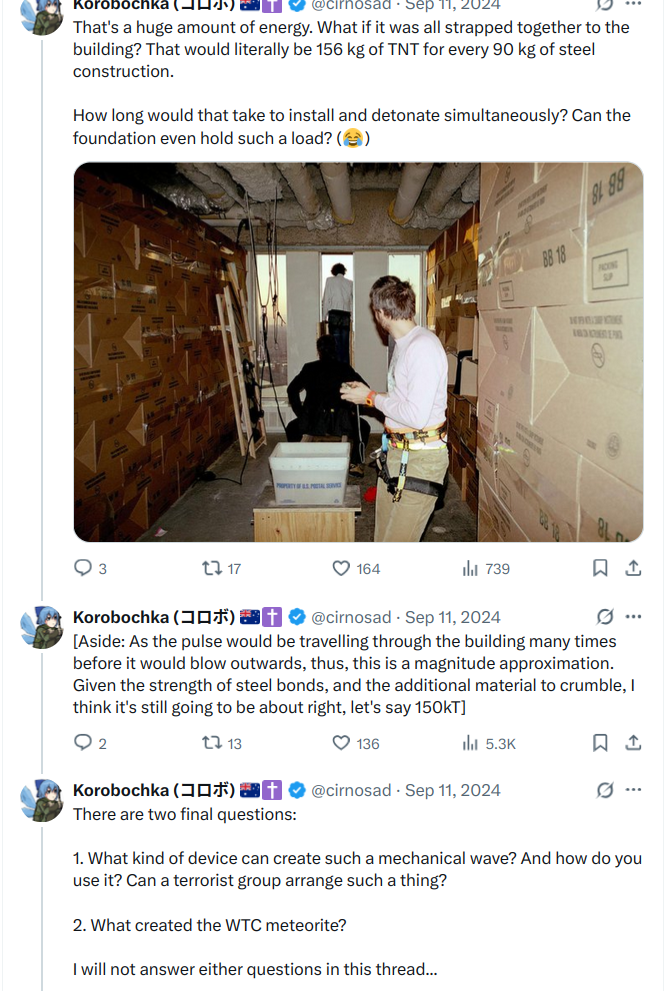 Korobochka (コロボ) 🇦🇺✝️ @cirnosad · Sep 11, 2024
That's a huge amount of energy. What if it was all strapped together to the
building? That would literally be 156 kg of TNT for every 90 kg of steel
construction.
How long would that take to install and detonate simultaneously? Can the
foundation even hold such a load? (😂)
BB 18
BB 18
PROPERTY OF U.S. POSTAL SERVICE
BB 18
3 17 164 739
Korobochka (コロボ) 🇦🇺✝️ @cirnosad · Sep 11, 2024
[Aside: As the pulse would be travelling through the building many times
before it would blow outwards, thus, this is a magnitude approximation.
Given the strength of steel bonds, and the additional material to crumble, I
think it's still going to be about right, let's say 150kT]
2 13 136 5.3K
Korobochka (コロボ) 🇦🇺✝️ @cirnosad · Sep 11, 2024
There are two final questions:
1. What kind of device can create such a mechanical wave? And how do you
use it? Can a terrorist group arrange such a thing?
2. What created the WTC meteorite?
I will not answer either questions in this thread...